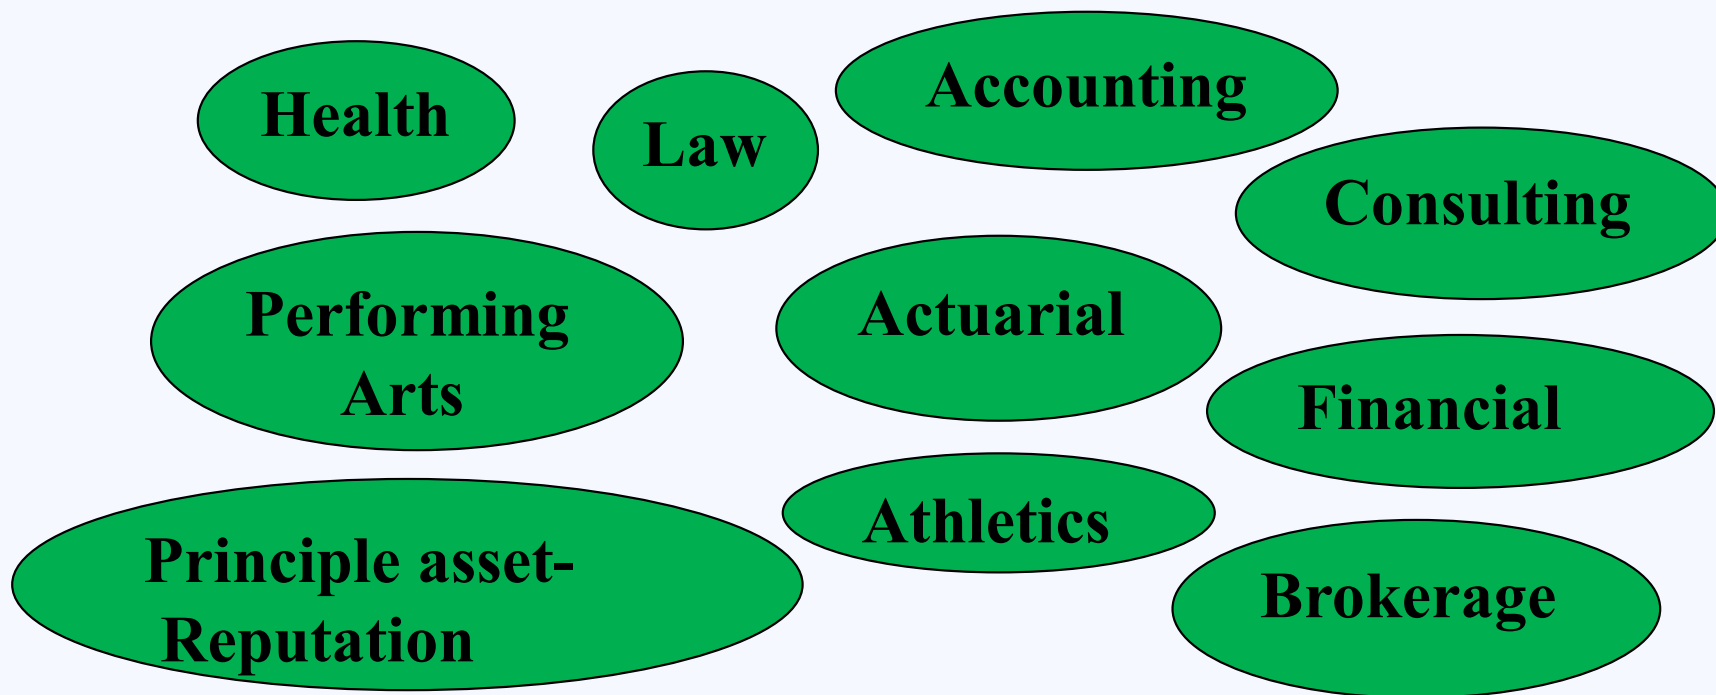 Health
Law
Accounting
Consulting
Performing
Arts
Actuarial
Financial
Athletics
Principle asset-
Reputation
Brokerage